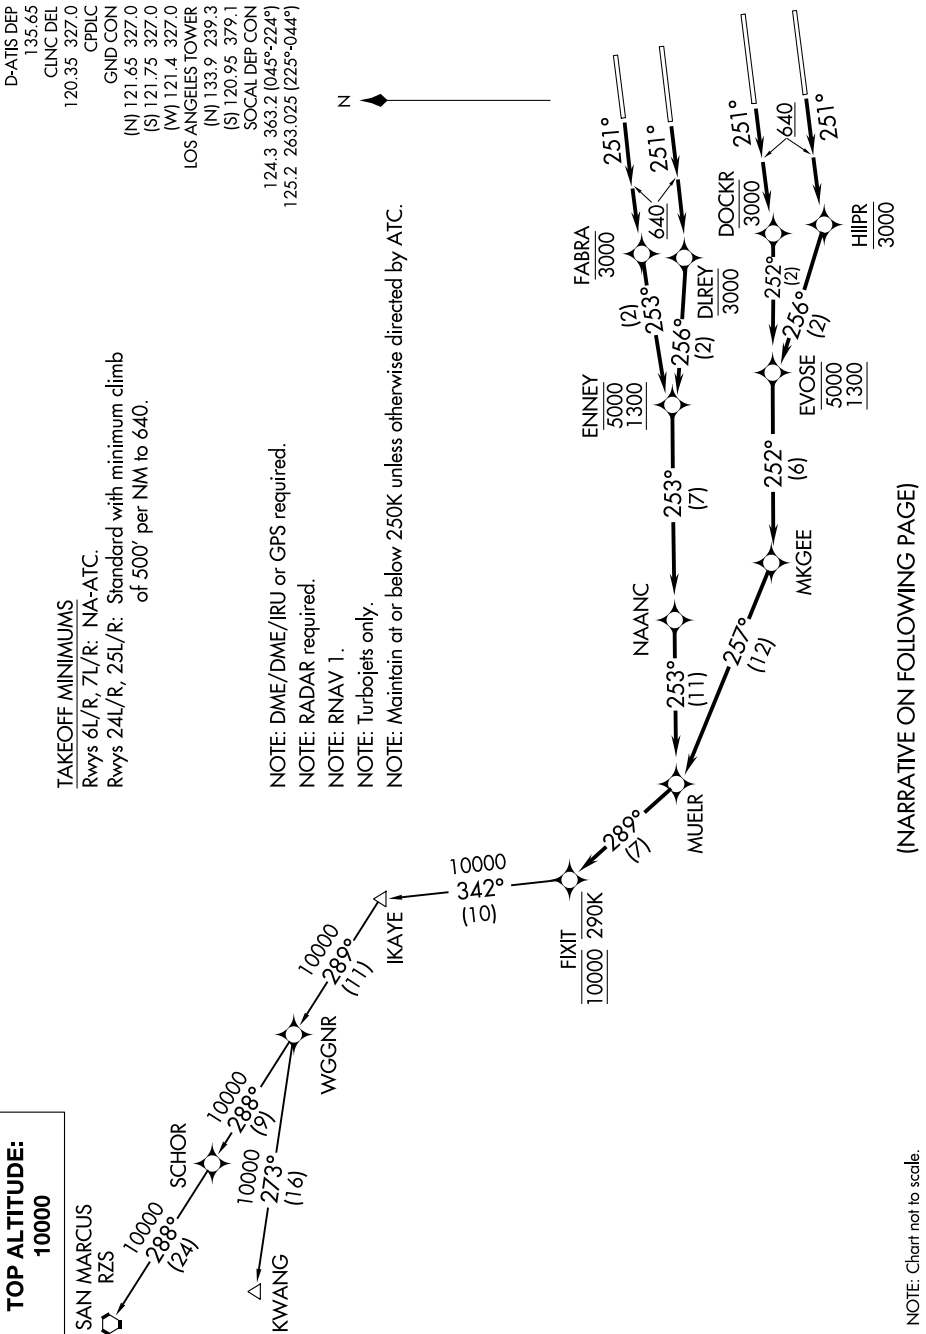 TOP ALTITUDE:
10000
D-ATIS DEP
135.65
CLNC DEL
120.35 327.0
CPDLC
GND CON
(N) 121.65 327.0
(S) 121.75 327.0
(W) 121.4 327.0
LOS ANGELES TOWER
(N) 133.9 239.3
(S) 120.95 379.1
SOCAL DEP CON
124.3 363.2 (045°-224°)
125.2 263.025 (225°-044°)
N
TAKEOFF MINIMUMS
Rwys 6L/R, 7L/R: NA-ATC.
Rwys 24L/R, 25L/R: Standard with minimum climb
of 500' per NM to 640.
NOTE: DME/DME/IRU or GPS required.
NOTE: RADAR required.
NOTE: RNAV 1.
NOTE: Turbojets only.
NOTE: Maintain at or below 250K unless otherwise directed by ATC.
SAN MARCUS
RZS
10000
288°
(24)
SCHOR
10000
288°
(9)
KWANG
10000
273°
(16)
WGGNR
10000
289°
(11)
IKAYE
10000
342°
(10)
FIXIT
10000 290K
289°
(7)
MUELR
253°
(11)
NAANC
253°
(7)
ENNEY
5000
1300
(2)
253°
FABRA
3000
251°
256°
(2)
DLREY
3000
251°
640
257°
(12)
MKGEE
252°
(6)
EVOSE
5000
1300
252°
(2)
DOCKR
3000
251°
256°
(2)
HIIPR
3000
251°
640
(NARRATIVE ON FOLLOWING PAGE)
NOTE: Chart not to scale.